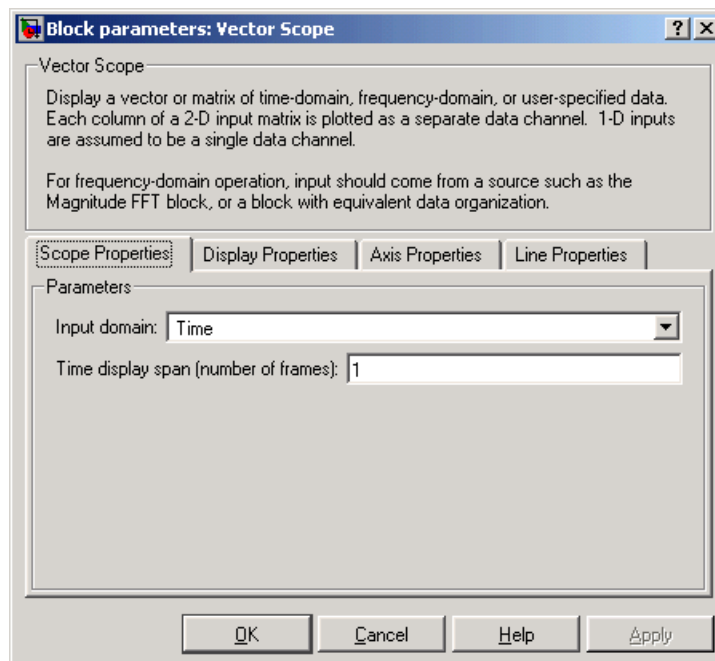 Block parameters: Vector Scope
Vector Scope
Display a vector or matrix of time-domain, frequency-domain, or user-specified data.
Each column of a 2-D input matrix is plotted as a separate data channel.  1-D inputs
are assumed to be a single data channel.
For frequency-domain operation, input should come from a source such as the
Magnitude FFT block, or a block with equivalent data organization.
Scope Properties Display Properties Axis Properties Line Properties
Parameters
Input domain: Time
Time display span (number of frames): 1
OK Cancel Help Apply